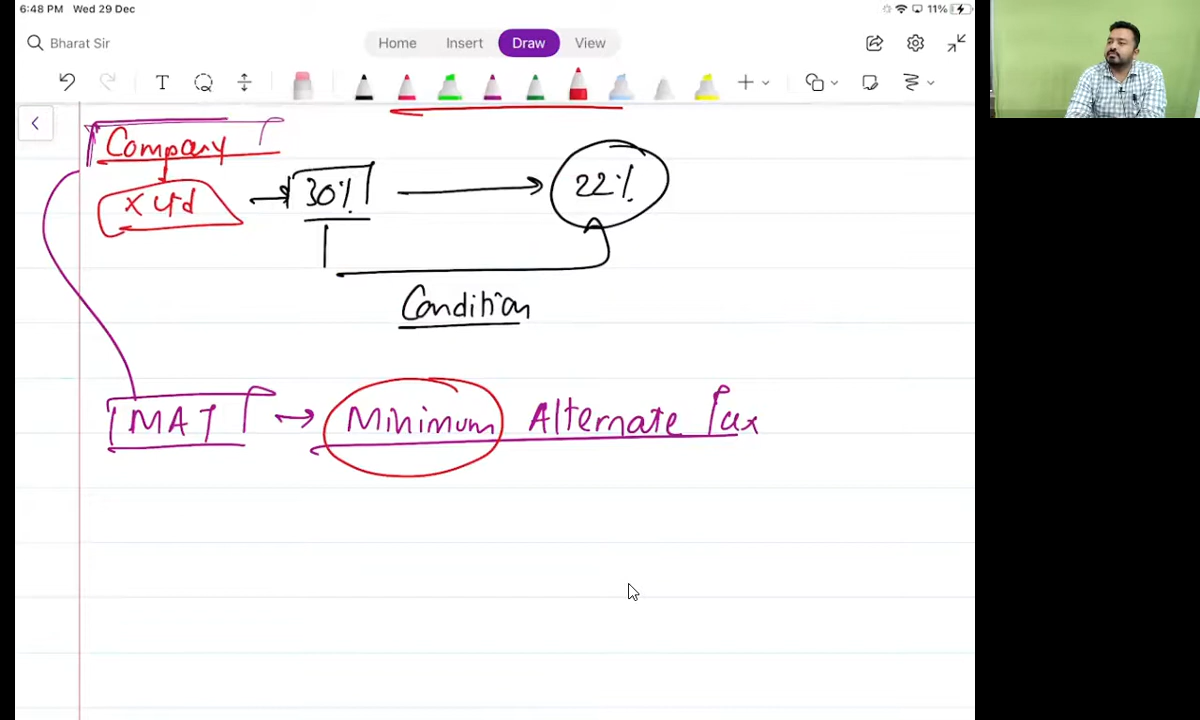 6:48 PM Wed 29 Dec
11%
Bharat Sir
Home Insert Draw View
T
Company
X Ltd 30% 22%
Condition
MAT Minimum Alternate Tax